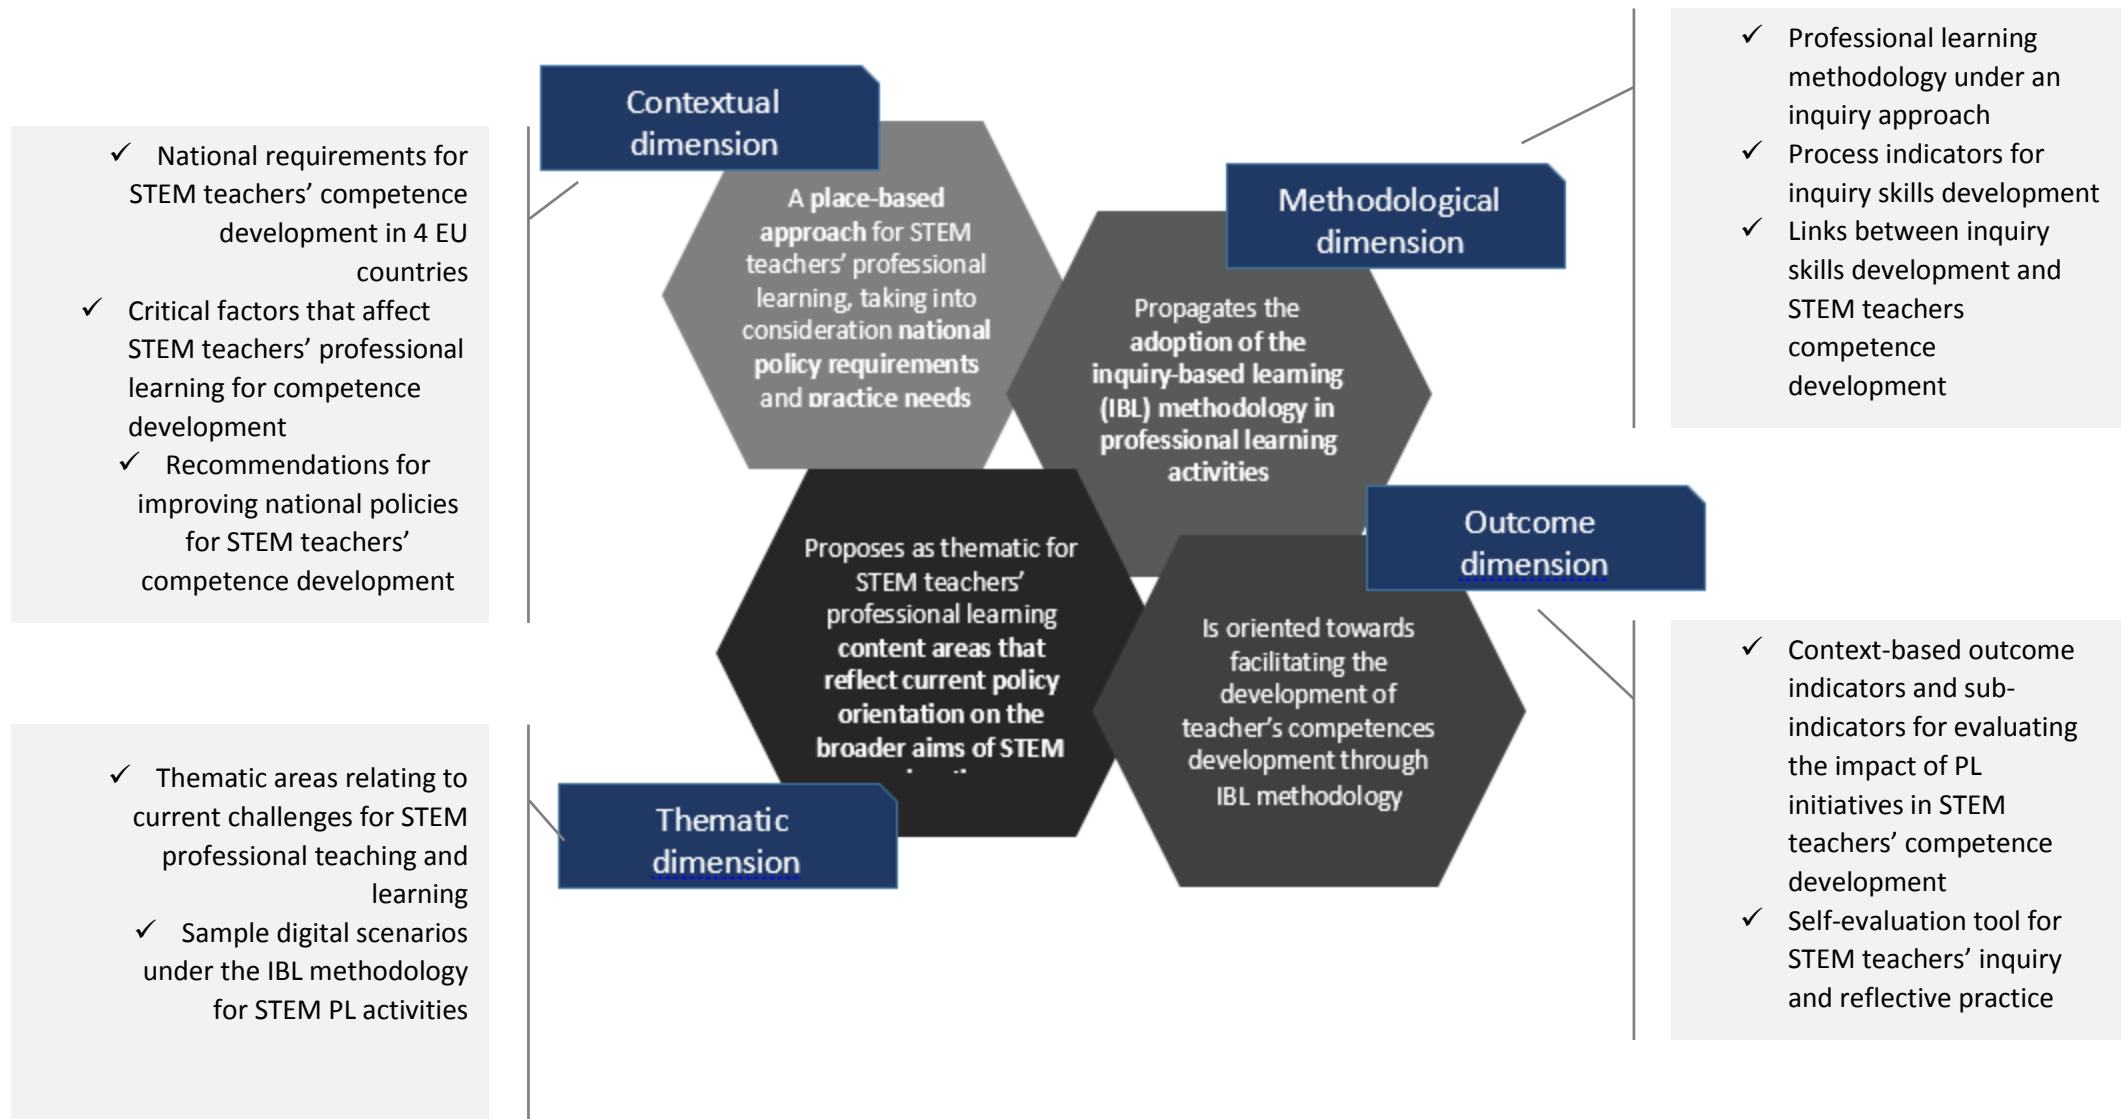 Contextual
dimension
✓ National requirements for
STEM teachers’ competence
development in 4 EU
countries
✓ Critical factors that affect
STEM teachers’ professional
learning for competence
development
✓ Recommendations for
improving national policies
for STEM teachers’
competence development
A place-based
approach for STEM
teachers’ professional
learning, taking into
consideration national
policy requirements
and practice needs
Methodological
dimension
✓ Professional learning
methodology under an
inquiry approach
✓ Process indicators for
inquiry skills development
✓ Links between inquiry
skills development and
STEM teachers
competence
development
Propagates the
adoption of the
inquiry-based learning
(IBL) methodology in
professional learning
activities
Thematic
dimension
✓ Thematic areas relating to
current challenges for STEM
professional teaching and
learning
✓ Sample digital scenarios
under the IBL methodology
for STEM PL activities
Proposes as thematic for
STEM teachers’
professional learning
content areas that
reflect current policy
orientation on the
broader aims of STEM
Outcome
dimension
✓ Context-based outcome
indicators and sub-
indicators for evaluating
the impact of PL
initiatives in STEM
teachers’ competence
development
✓ Self-evaluation tool for
STEM teachers’ inquiry
and reflective practice
Is oriented towards
facilitating the
development of
teacher’s competences
development through
IBL methodology